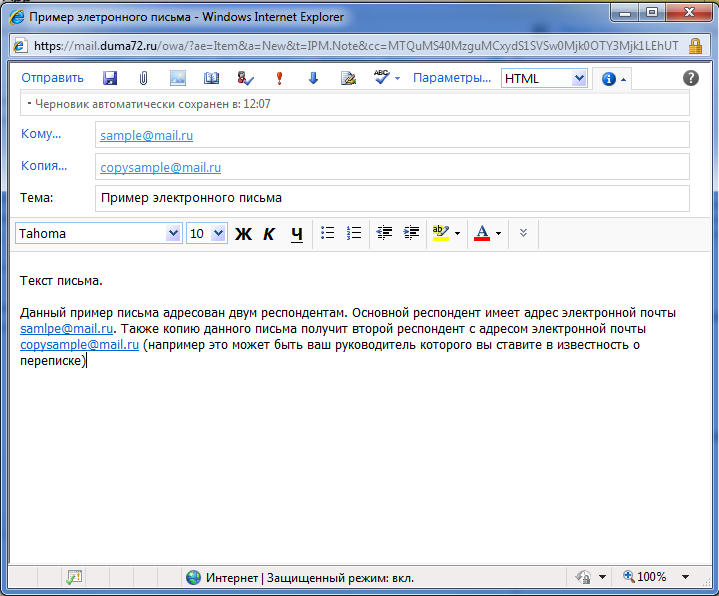 Пример элетронного письма - Windows Internet Explorer
https://mail.duma72.ru/owa/?ae=Item&a=New&t=IPM.Note&cc=MTQuMS40MzguMCxydS1SVSw0Mjk0OTY3Mjk1LEhUT
Отправить ABC Параметры... HTML
• Черновик автоматически сохранен в: 12:07
Кому... sample@mail.ru
Копия... copysample@mail.ru
Тема: Пример электронного письма
Tahoma 10 Ж К Ч ab A
Текст письма.
Данный пример письма адресован двум респондентам. Основной респондент имеет адрес электронной почты
samlpe@mail.ru. Также копию данного письма получит второй респондент с адресом электронной почты
copysample@mail.ru (например это может быть ваш руководитель которого вы ставите в известность о
переписке)
Интернет | Защищенный режим: вкл. 100%